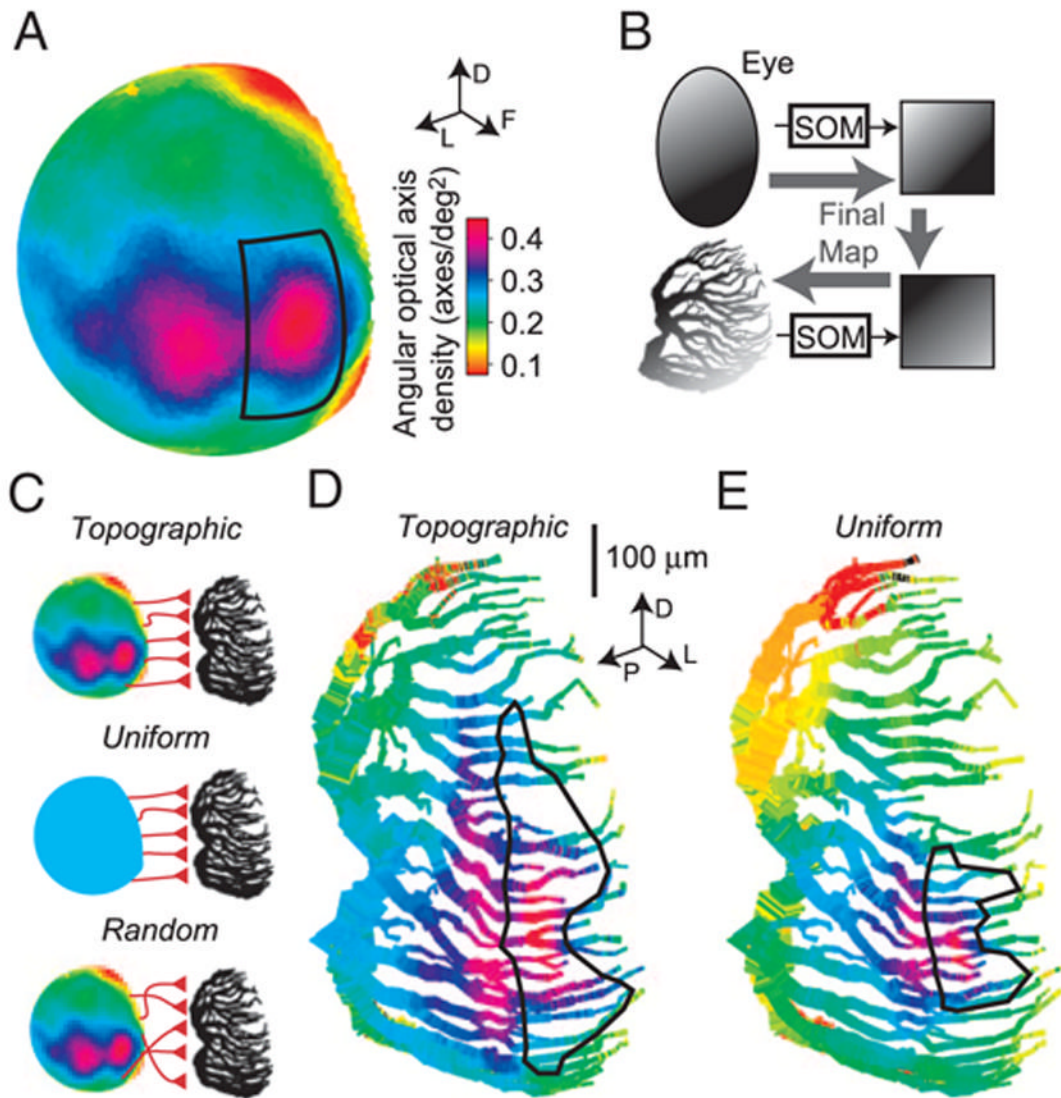 A
D
L
F
Angular optical axis
density (axes/deg²)
0.4
0.3
0.2
0.1
B
Eye
SOM
Final
Map
SOM
C
Topographic
Uniform
Random
D
Topographic
100 μm
D
P
L
E
Uniform